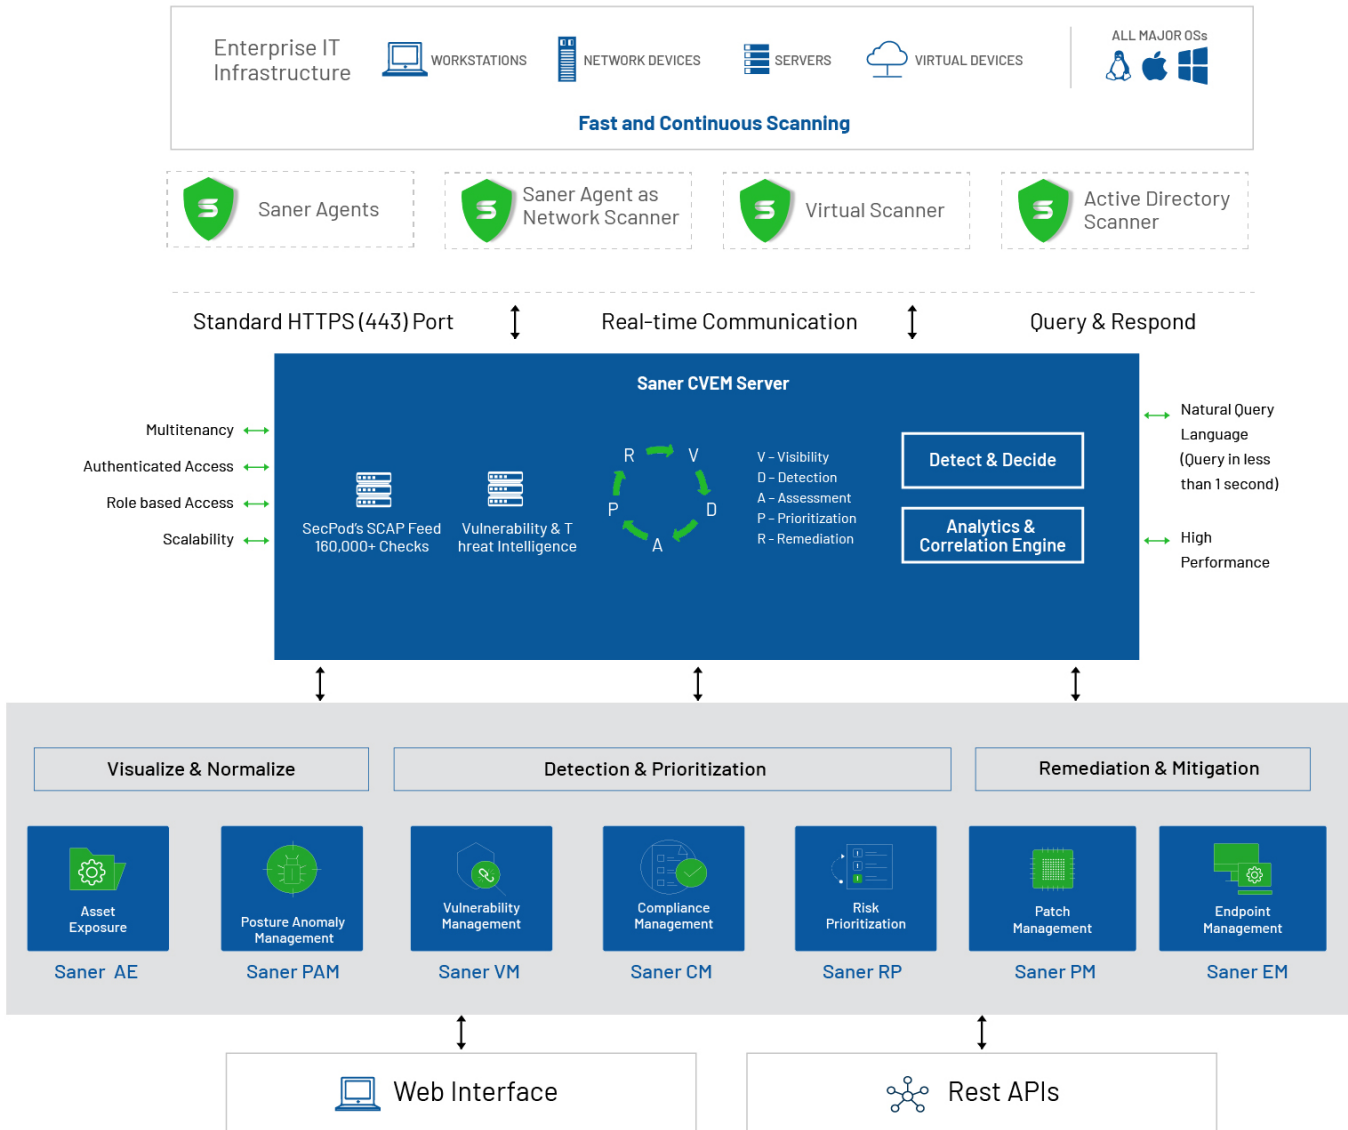 Enterprise IT
Infrastructure
WORKSTATIONS
NETWORK DEVICES
SERVERS
VIRTUAL DEVICES
ALL MAJOR OSs
Fast and Continuous Scanning
S
Saner Agents
S
Saner Agent as
Network Scanner
S
Virtual Scanner
S
Active Directory
Scanner
Standard HTTPS (443) Port
Real-time Communication
Query & Respond
Saner CVEM Server
Multitenancy
Authenticated Access
Role based Access
Scalability
SecPod's SCAP Feed
160,000+ Checks
Vulnerability & T
hreat Intelligence
R
V
P
D
A
V – Visibility
D – Detection
A – Assessment
P – Prioritization
R – Remediation
Detect & Decide
Analytics &
Correlation Engine
Natural Query
Language
(Query in less
than 1 second)
High
Performance
Visualize & Normalize
Detection & Prioritization
Remediation & Mitigation
Asset
Exposure
Posture Anomaly
Management
Vulnerability
Management
Compliance
Management
Risk
Prioritization
Patch
Management
Endpoint
Management
Saner AE
Saner PAM
Saner VM
Saner CM
Saner RP
Saner PM
Saner EM
Web Interface
Rest APIs